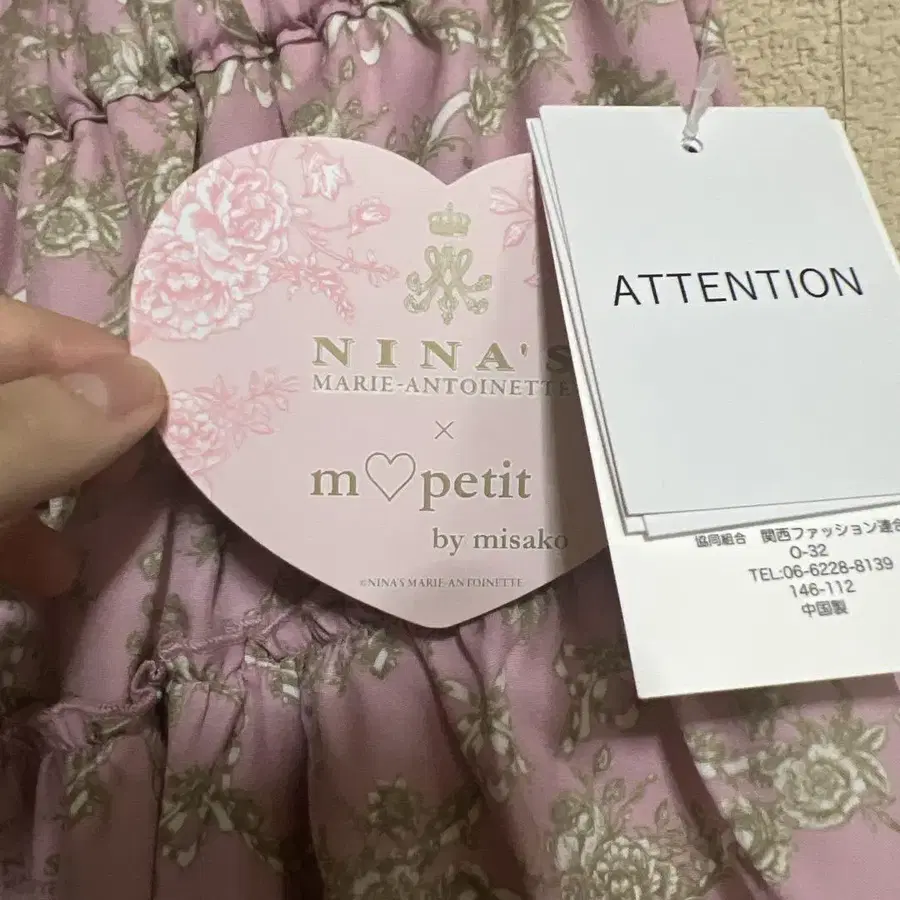 NINA'S
MARIE-ANTOINETTE
×
m♡petit
by misako
©NINA'S MARIE-ANTOINETTE
ATTENTION
協同組合 関西ファッション連合
O-32
TEL:06-6228-8139
146-112
中国製